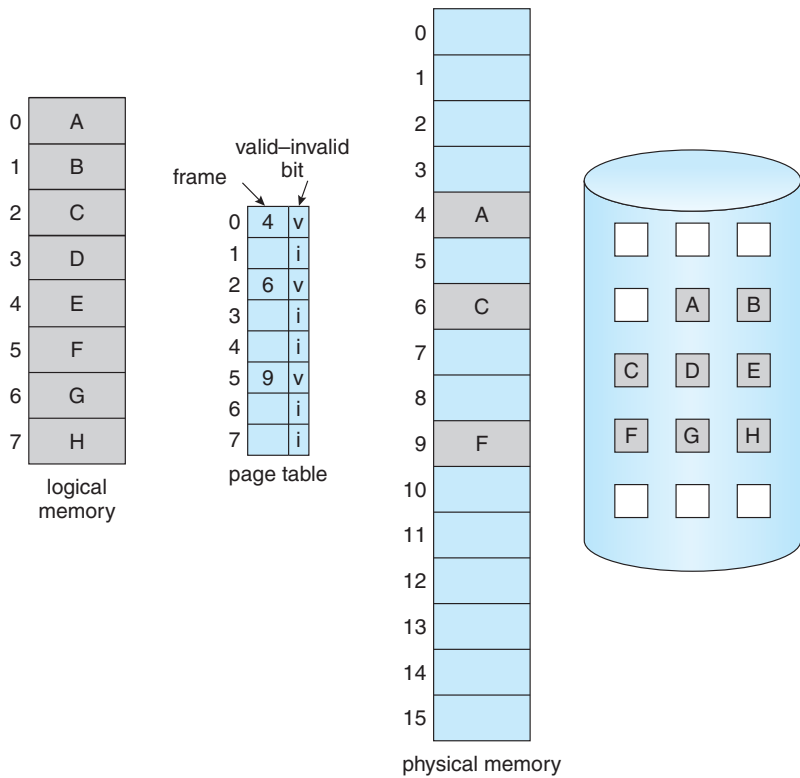 0 A
1 B
2 C
3 D
4 E
5 F
6 G
7 H
logical
memory
valid–invalid
bit
frame
0 4 v
1 i
2 6 v
3 i
4 i
5 9 v
6 i
7 i
page table
0
1
2
3
4 A
5
6 C
7
8
9 F
10
11
12
13
14
15
physical memory
A B
C D E
F G H